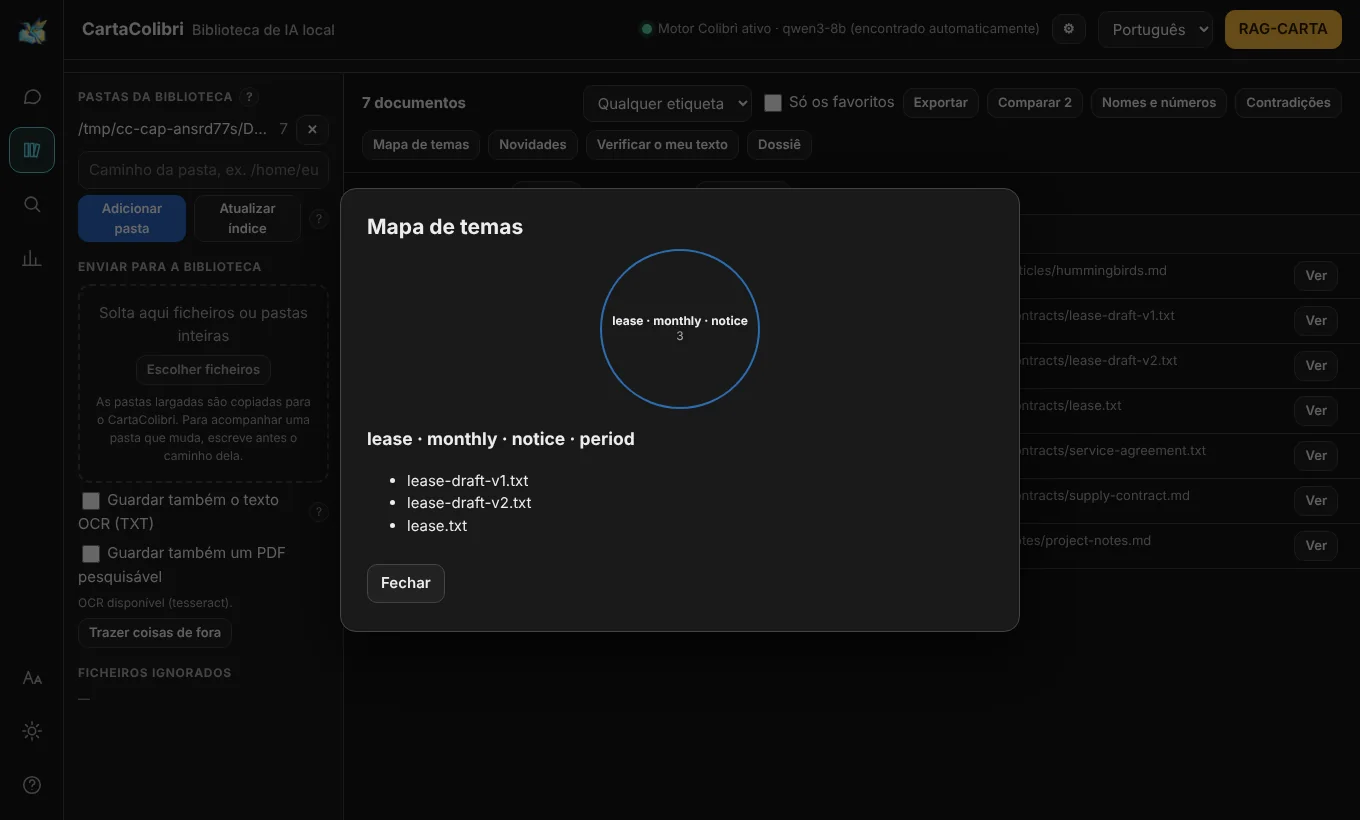 CartaColibri Biblioteca de IA local
Motor Colibrì ativo · qwen3-8b (encontrado automaticamente)
Português
RAG-CARTA
PASTAS DA BIBLIOTECA ?
/tmp/cc-cap-ansrd77s/D... 7 ✕
Caminho da pasta, ex. /home/eu
Adicionar pasta
Atualizar índice
?
ENVIAR PARA A BIBLIOTECA
Solta aqui ficheiros ou pastas
inteiras
Escolher ficheiros
As pastas largadas são copiadas para
o CartaColibri. Para acompanhar uma
pasta que muda, escreve antes o
caminho dela.
Guardar também o texto
OCR (TXT)
?
Guardar também um PDF
pesquisável
OCR disponível (tesseract).
Trazer coisas de fora
FICHEIROS IGNORADOS
—
AA
7 documentos
Qualquer etiqueta
Só os favoritos
Exportar
Comparar 2
Nomes e números
Contradições
Mapa de temas
Novidades
Verificar o meu texto
Dossiê
Mapa de temas
lease · monthly · notice
3
lease · monthly · notice · period
• lease-draft-v1.txt
• lease-draft-v2.txt
• lease.txt
Fechar
ticles/hummingbirds.md Ver
ntracts/lease-draft-v1.txt Ver
ntracts/lease-draft-v2.txt Ver
ntracts/lease.txt Ver
ntracts/service-agreement.txt Ver
ntracts/supply-contract.md Ver
tes/project-notes.md Ver